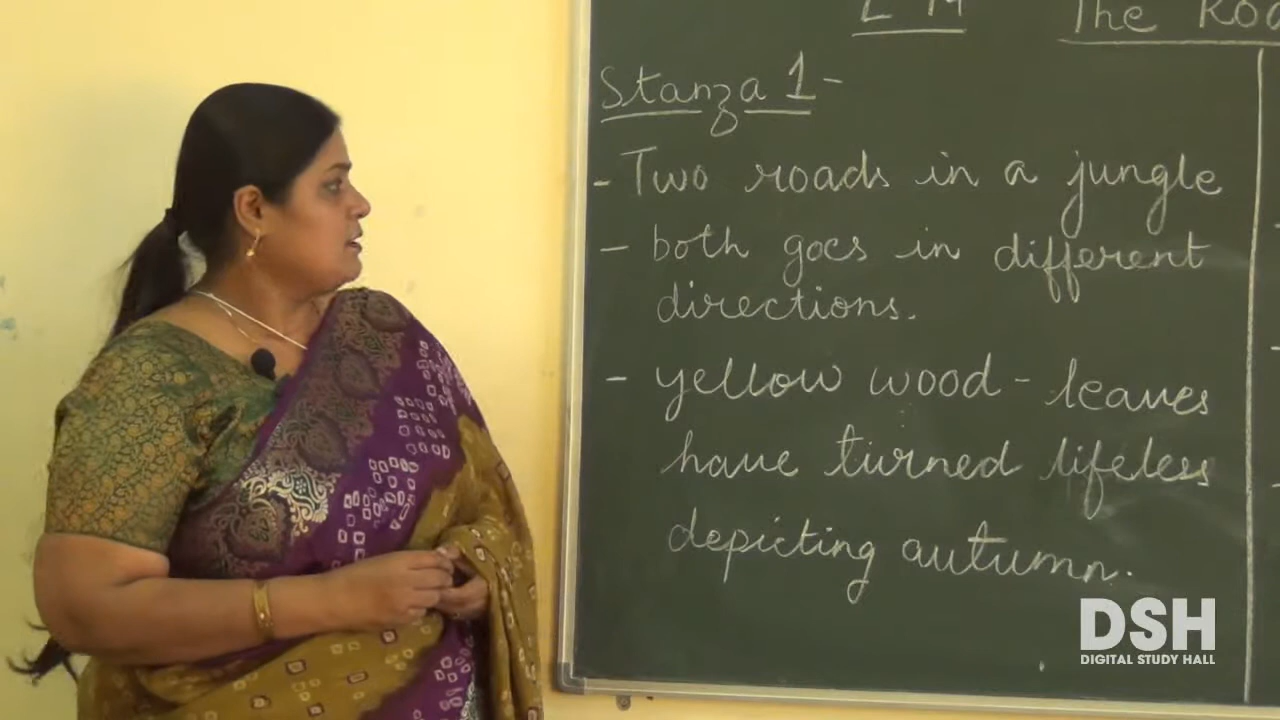 The
Stanza 1-
- Two roads in a jungle
- both goes in different
directions.
- yellow wood - leaves
have turned lifeless
depicting autumn.
DSH
DIGITAL STUDY HALL